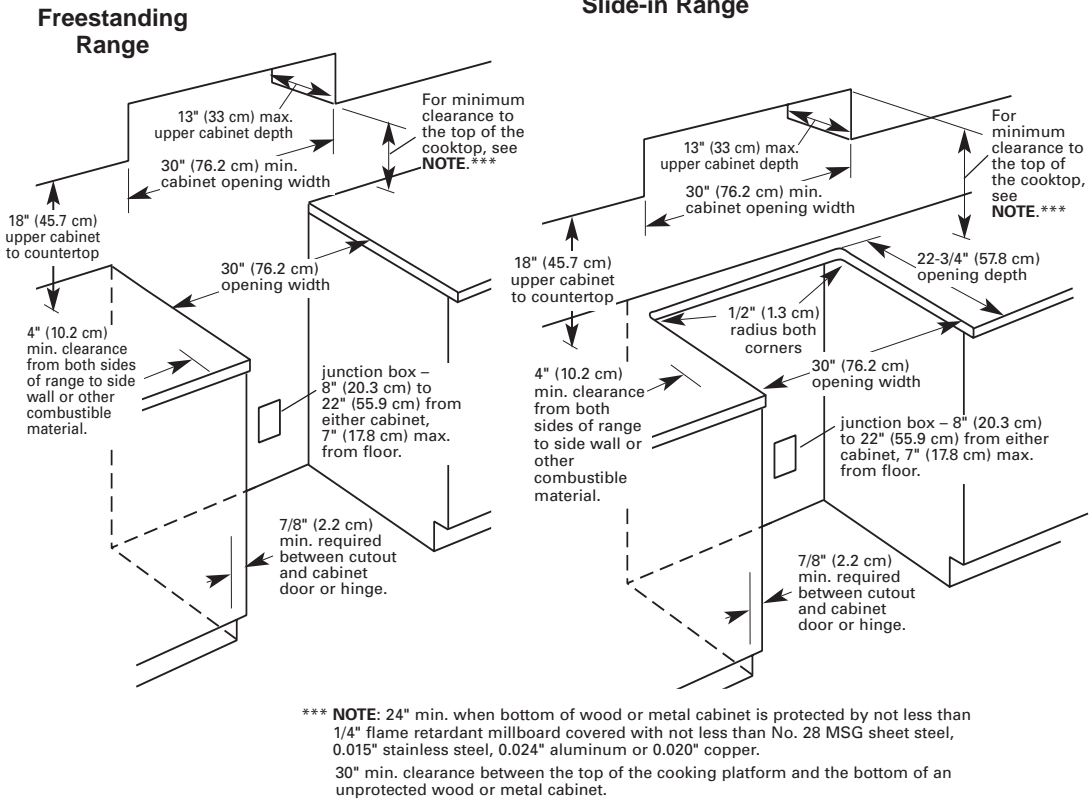 Freestanding
Range
13" (33 cm) max.
upper cabinet depth
For minimum
clearance to
the top of the
cooktop, see
NOTE.***
30" (76.2 cm) min.
cabinet opening width
18" (45.7 cm)
upper cabinet
to countertop
30" (76.2 cm)
opening width
4" (10.2 cm)
min. clearance
from both sides
of range to side
wall or other
combustible
material.
junction box –
8" (20.3 cm) to
22" (55.9 cm) from
either cabinet,
7" (17.8 cm) max.
from floor.
7/8" (2.2 cm)
min. required
between cutout
and cabinet
door or hinge.
Slide-in Range
13" (33 cm) max.
upper cabinet depth
For
minimum
clearance to
the top of
the cooktop,
see
NOTE.***
30" (76.2 cm) min.
cabinet opening width
18" (45.7 cm)
upper cabinet
to countertop
22-3/4" (57.8 cm)
opening depth
1/2" (1.3 cm)
radius both
corners
30" (76.2 cm)
opening width
4" (10.2 cm)
min. clearance
from both
sides of range
to side wall or
other
combustible
material.
junction box – 8" (20.3 cm)
to 22" (55.9 cm) from either
cabinet, 7" (17.8 cm) max.
from floor.
7/8" (2.2 cm)
min. required
between cutout
and cabinet
door or hinge.
*** NOTE: 24" min. when bottom of wood or metal cabinet is protected by not less than
1/4" flame retardant millboard covered with not less than No. 28 MSG sheet steel,
0.015" stainless steel, 0.024" aluminum or 0.020" copper.
30" min. clearance between the top of the cooking platform and the bottom of an
unprotected wood or metal cabinet.